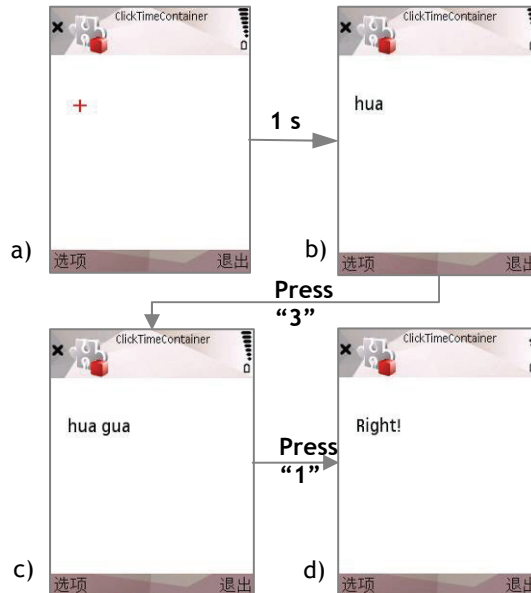 ClickTimeContainer
1 s
a)
选项 退出
ClickTimeContainer
hua
b)
选项 退出
Press
“3”
ClickTimeContainer
hua gua
c)
选项 退出
Press
“1”
ClickTimeContainer
Right!
d)
选项 退出